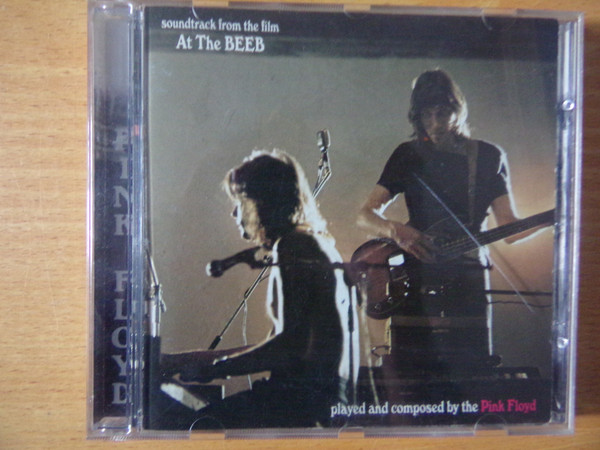 soundtrack from the film
At The BEEB
PINK FLOYD
played and composed by the Pink Floyd